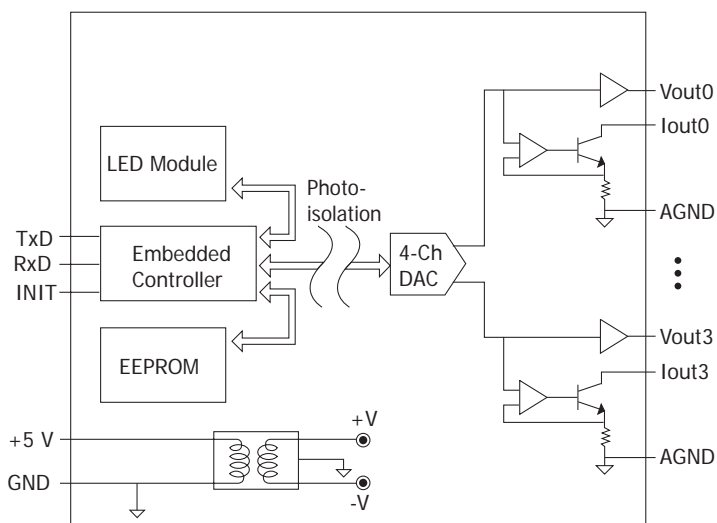 Vout0
Iout0
LED Module
Photo-
isolation
AGND
TxD
RxD
INIT
Embedded
Controller
4-Ch
DAC
EEPROM
Vout3
Iout3
+V
+5 V
AGND
GND
-V